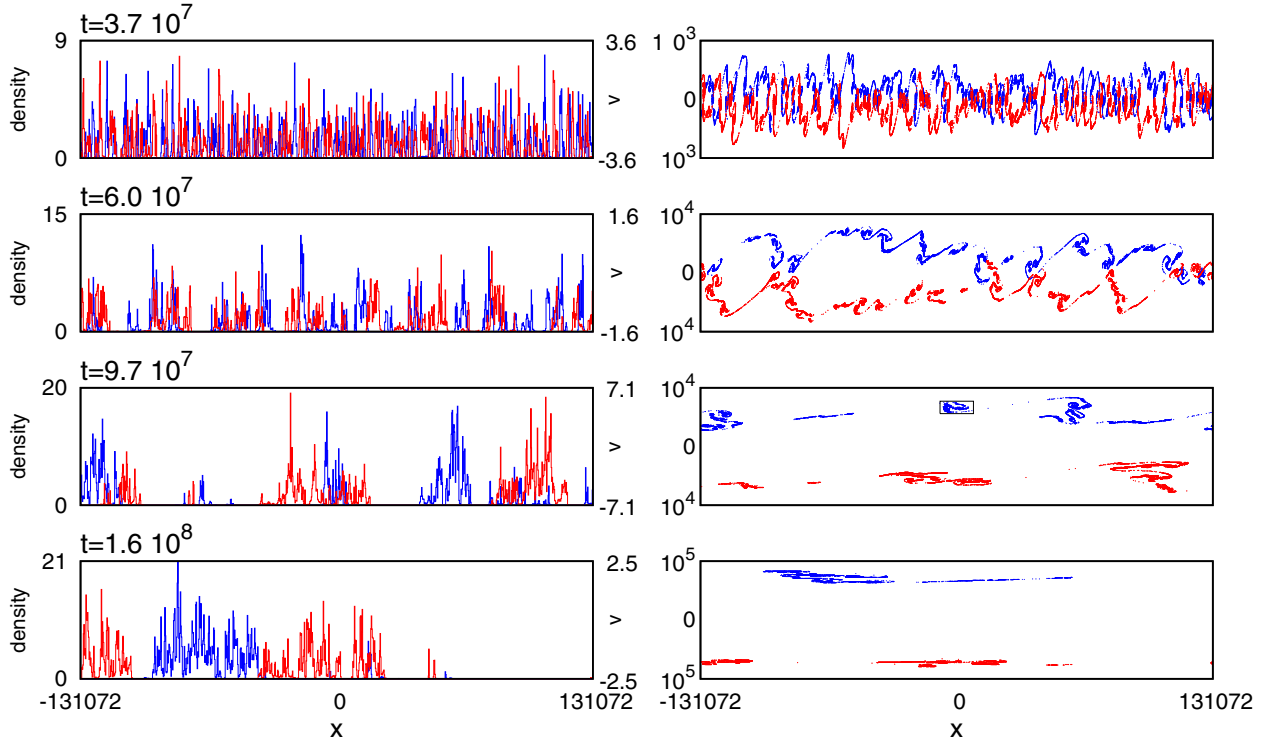 t=3.7 10^7
9 3.6 1 0^3
density > 0
0 -3.6 10^3
t=6.0 10^7
15 1.6 10^4
density > 0
0 -1.6 10^4
t=9.7 10^7
20 7.1 10^4
density > 0
0 -7.1 10^4
t=1.6 10^8
21 2.5 10^5
density > 0
0 -2.5 10^5
-131072 0 131072 -131072 0 131072
x x